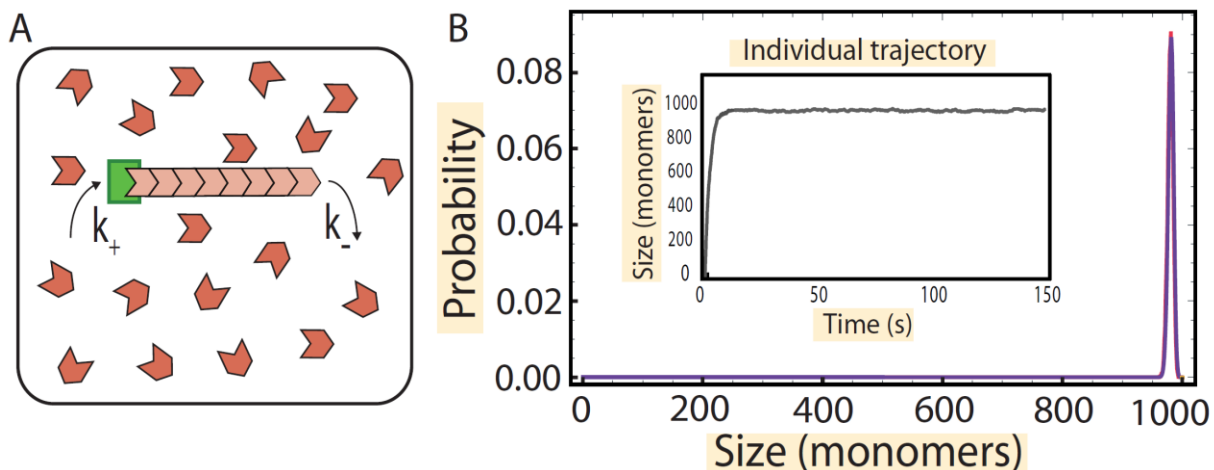 A
k₊
k₋
B
Probability
0.08
0.06
0.04
0.02
0.00
0
200
400
600
800
1000
Size (monomers)
Individual trajectory
Size (monomers)
1000
800
600
400
200
0
0
50
100
150
Time (s)